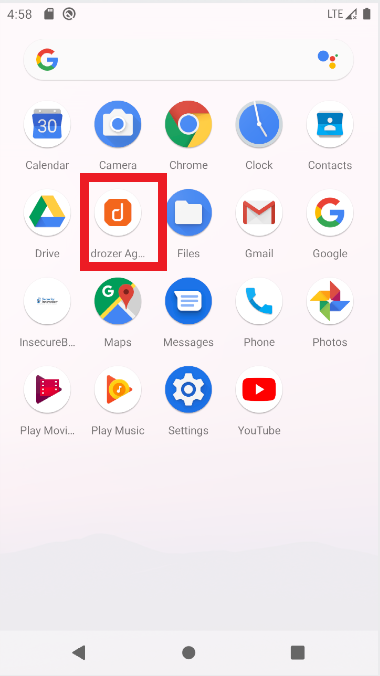 4:58 LTE
G
30
Calendar Camera Chrome Clock Contacts
d
G
Drive drozer Ag... Files Gmail Google
G
InsecureB... Maps Messages Phone Photos
Play Movi... Play Music Settings YouTube